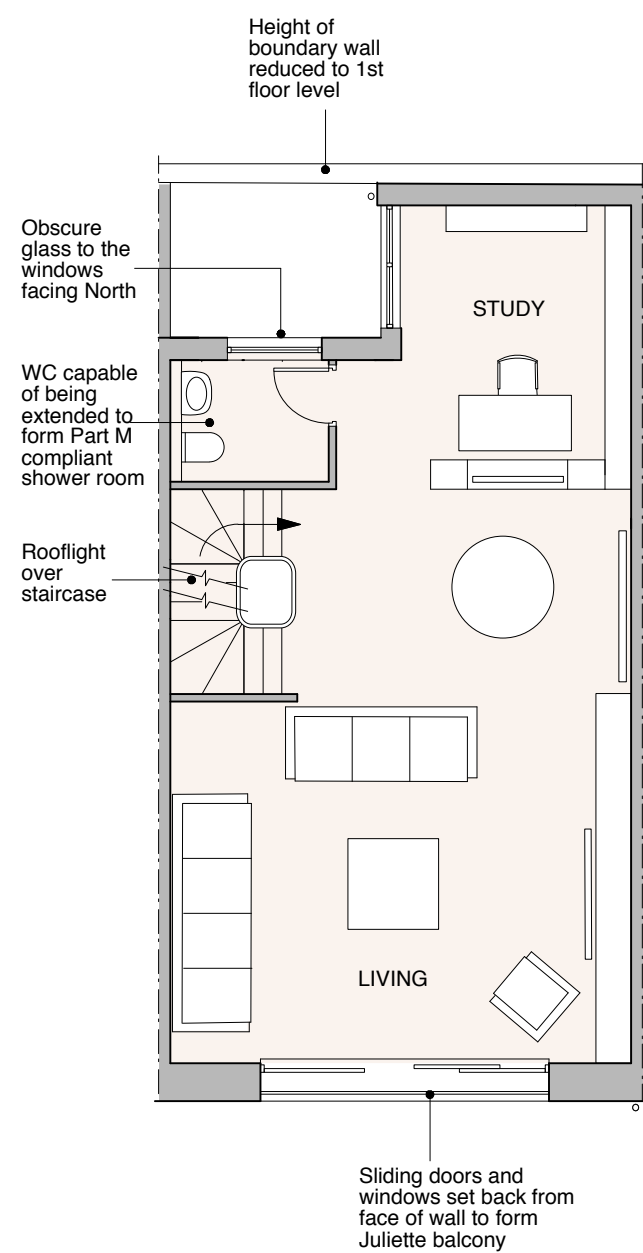 Height of
boundary wall
reduced to 1st
floor level
Obscure
glass to the
windows
facing North
STUDY
WC capable
of being
extended to
form Part M
compliant
shower room
Rooflight
over
staircase
LIVING
Sliding doors and
windows set back from
face of wall to form
Juliette balcony